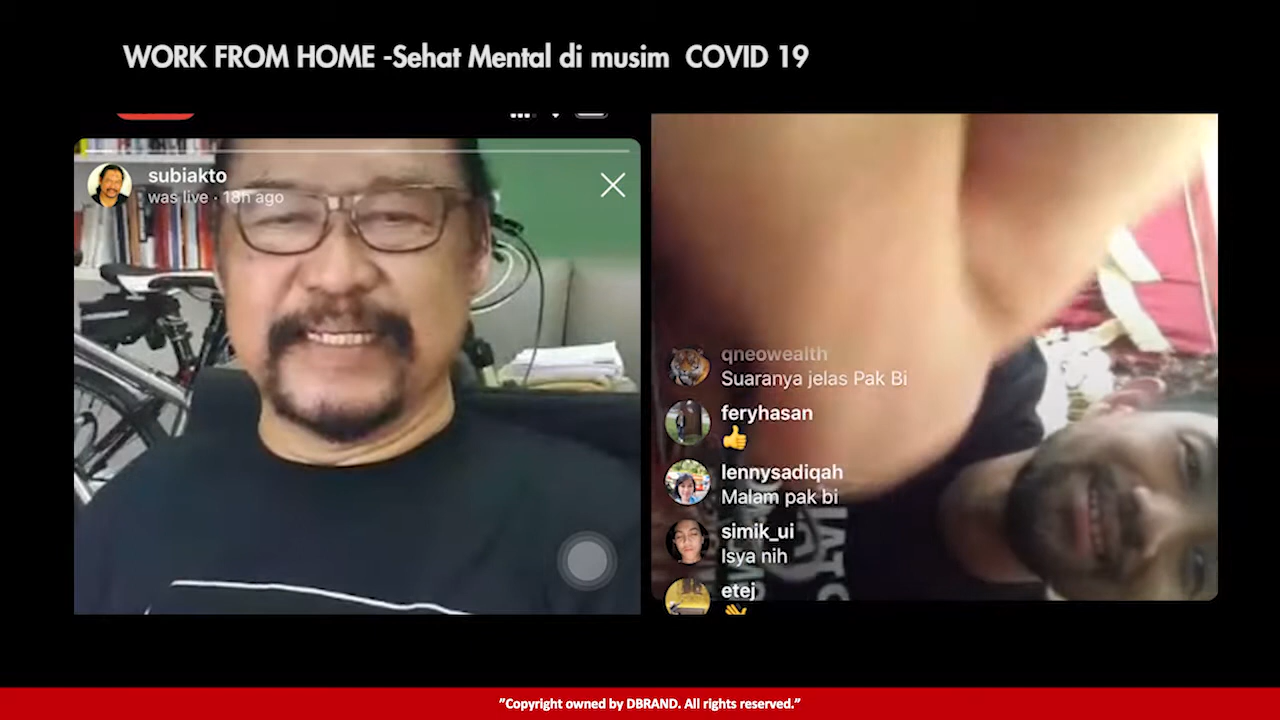 WORK FROM HOME -Sehat Mental di musim COVID 19
subiakto
was live · 18h ago
qneowealth
Suaranya jelas Pak Bi
feryhasan
👍
lennysadiqah
Malam pak bi
simik_ui
Isya nih
etej
👋
"Copyright owned by DBRAND. All rights reserved."